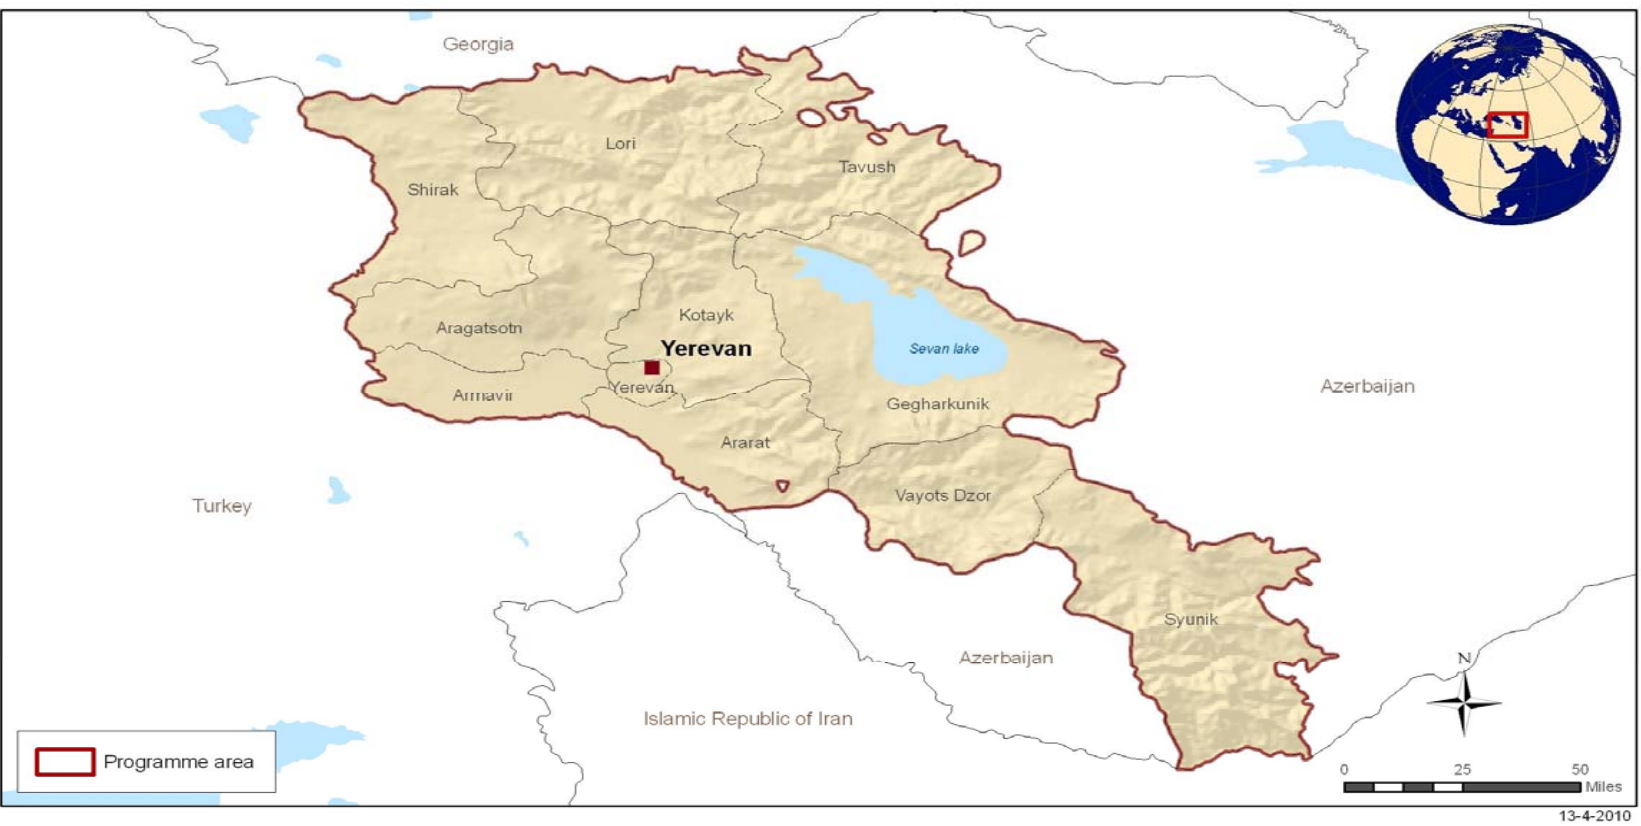 Georgia
Lori
Tavush
Shirak
Kotayk
Aragatsotn
Yerevan
Sevan lake
Yerevan
Armavir
Gegharkunik
Azerbaijan
Ararat
Vayots Dzor
Turkey
Syunik
Azerbaijan
N
Islamic Republic of Iran
Programme area
0 25 50
Miles
13-4-2010